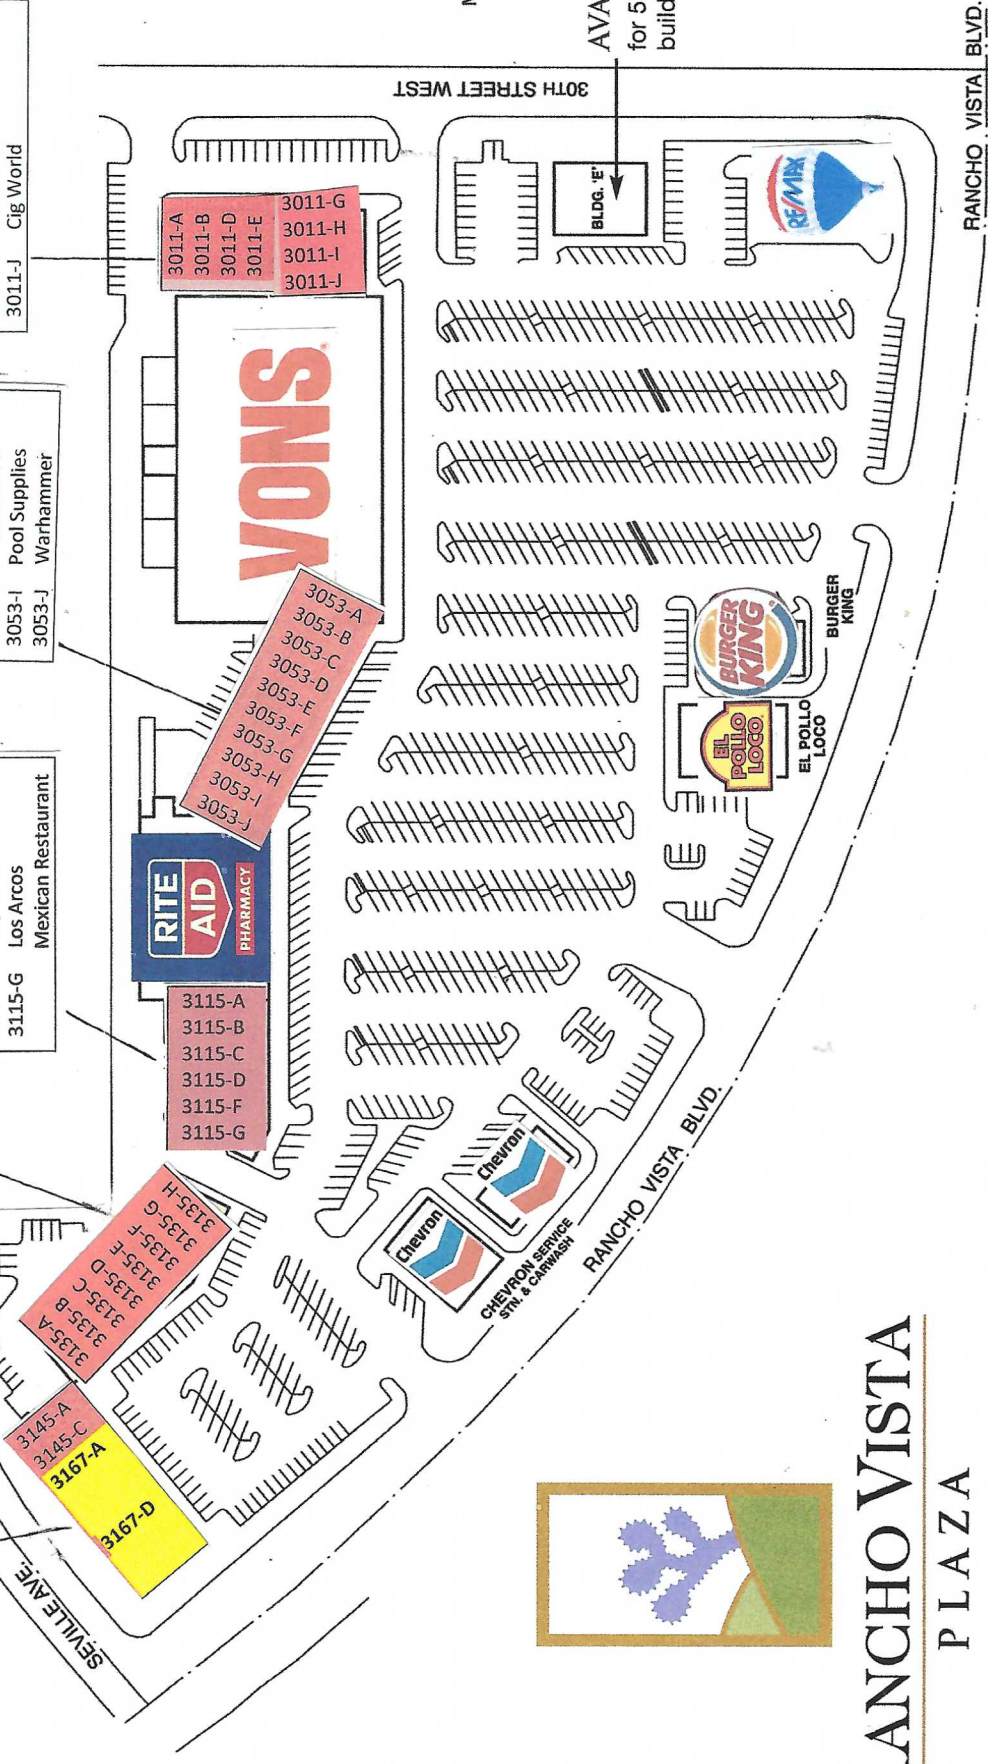 3011-J Cig World
3053-I Pool Supplies
3053-J Warhammer
3115-G Los Arcos
Mexican Restaurant
AVA
for 5
build
30TH STREET WEST
RANCHO VISTA BLVD.
BLDG. 'E'
RE/MAX
3011-A
3011-B
3011-D
3011-E
3011-G
3011-H
3011-I
3011-J
VONS
3053-A
3053-B
3053-C
3053-D
3053-E
3053-F
3053-G
3053-H
3053-I
3053-J
BURGER
KING
BURGER
KING
EL
POLLO
LOCO
EL POLLO
LOCO
RITE
AID
PHARMACY
3115-A
3115-B
3115-C
3115-D
3115-F
3115-G
3135-A
3135-B
3135-C
3135-D
3135-E
3135-F
3135-G
3135-H
3145-A
3145-C
3167-A
3167-D
Chevron
Chevron
CHEVRON SERVICE
STN. & CARWASH
RANCHO VISTA BLVD.
SEVILLE AVE.
ANCHO VISTA
PLAZA